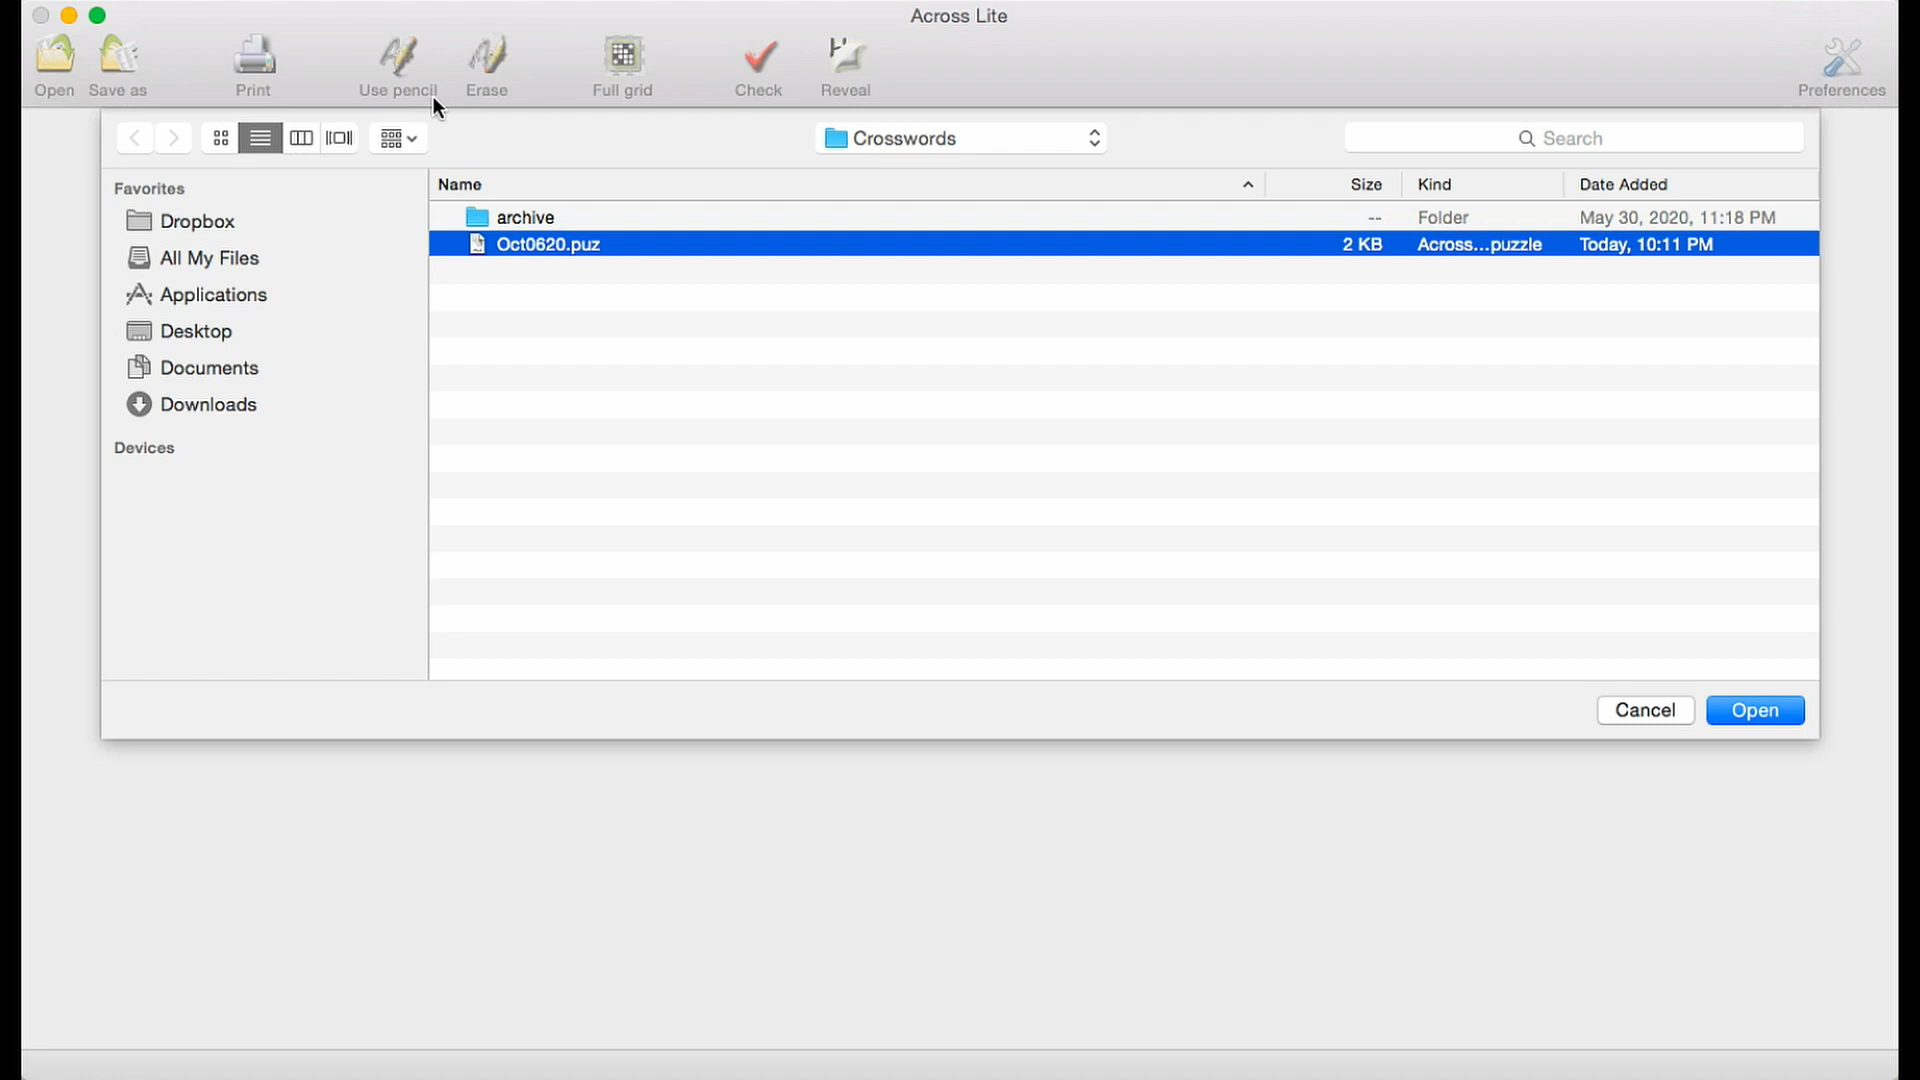 Across Lite
Open Save as Print Use pencil Erase Full grid Check Reveal Preferences
Crosswords Search
Favorites
Dropbox
All My Files
Applications
Desktop
Documents
Downloads
Devices
Name Size Kind Date Added
archive -- Folder May 30, 2020, 11:18 PM
Oct0620.puz 2 KB Across...puzzle Today, 10:11 PM
Cancel Open